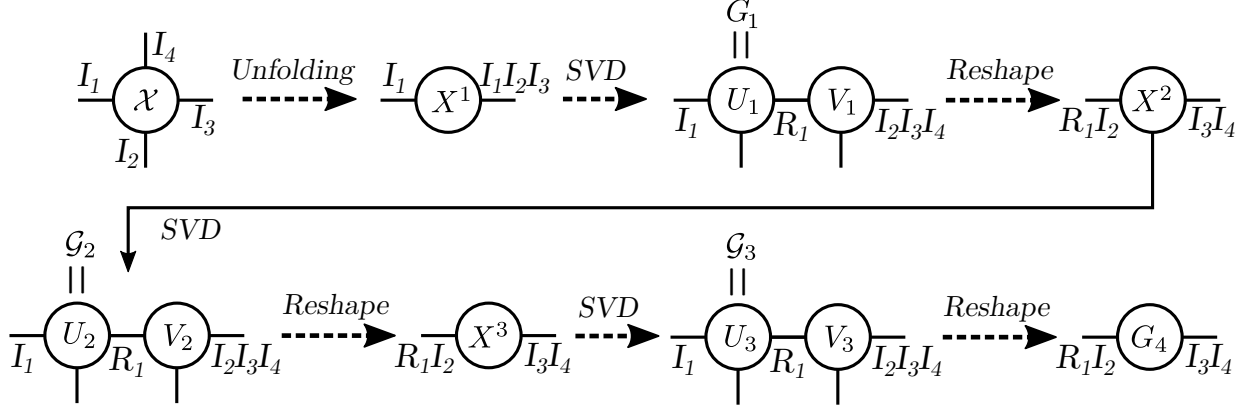 G₁
I₄
I₁ Unfolding I₁ I₁I₂I₃ SVD Reshape
𝒳 X¹ U₁ V₁ X²
I₃ I₁ R₁ I₂I₃I₄ R₁I₂ I₃I₄
I₂
SVD
𝒢₂ 𝒢₃
Reshape SVD Reshape
U₂ V₂ X³ U₃ V₃ G₄
I₁ R₁ I₂I₃I₄ R₁I₂ I₃I₄ I₁ R₁ I₂I₃I₄ R₁I₂ I₃I₄